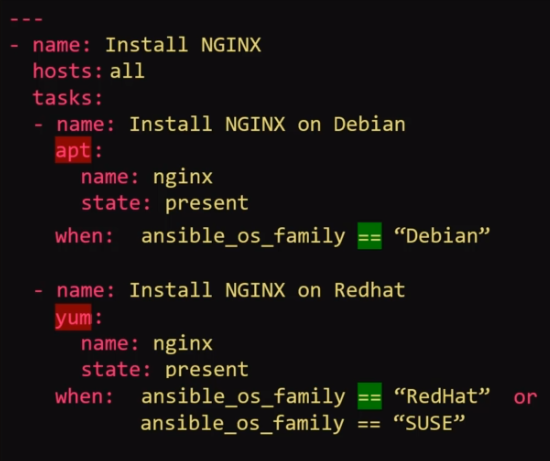 ---
- name: Install NGINX
hosts: all
tasks:
- name: Install NGINX on Debian
apt:
name: nginx
state: present
when: ansible_os_family == “Debian”
- name: Install NGINX on Redhat
yum:
name: nginx
state: present
when: ansible_os_family == “RedHat” or
ansible_os_family == “SUSE”